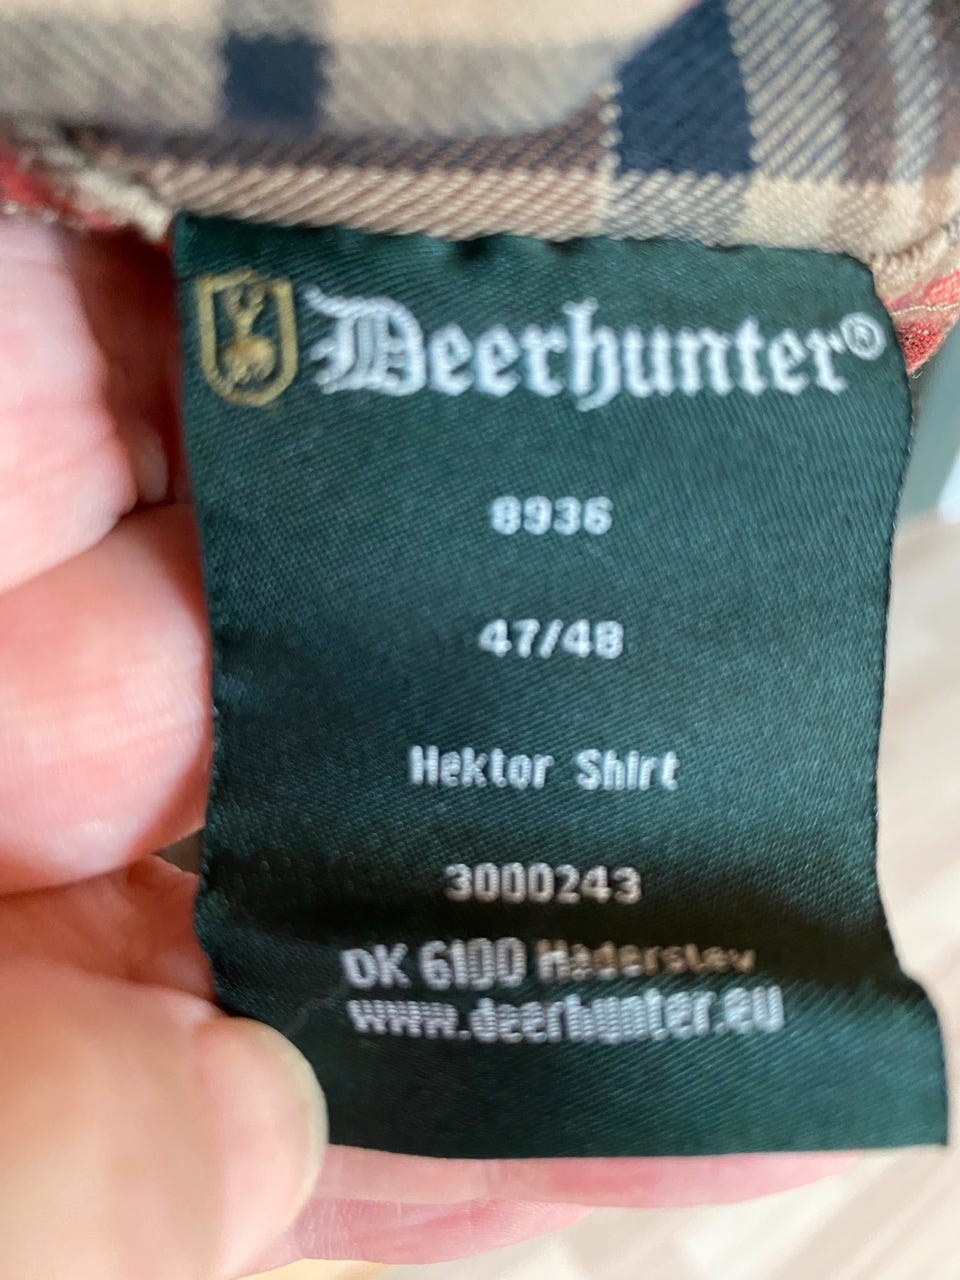 Deerhunter®
8936
47/48
Hektor Shirt
3000243
DK 6100 Haderslev
www.deerhunter.eu